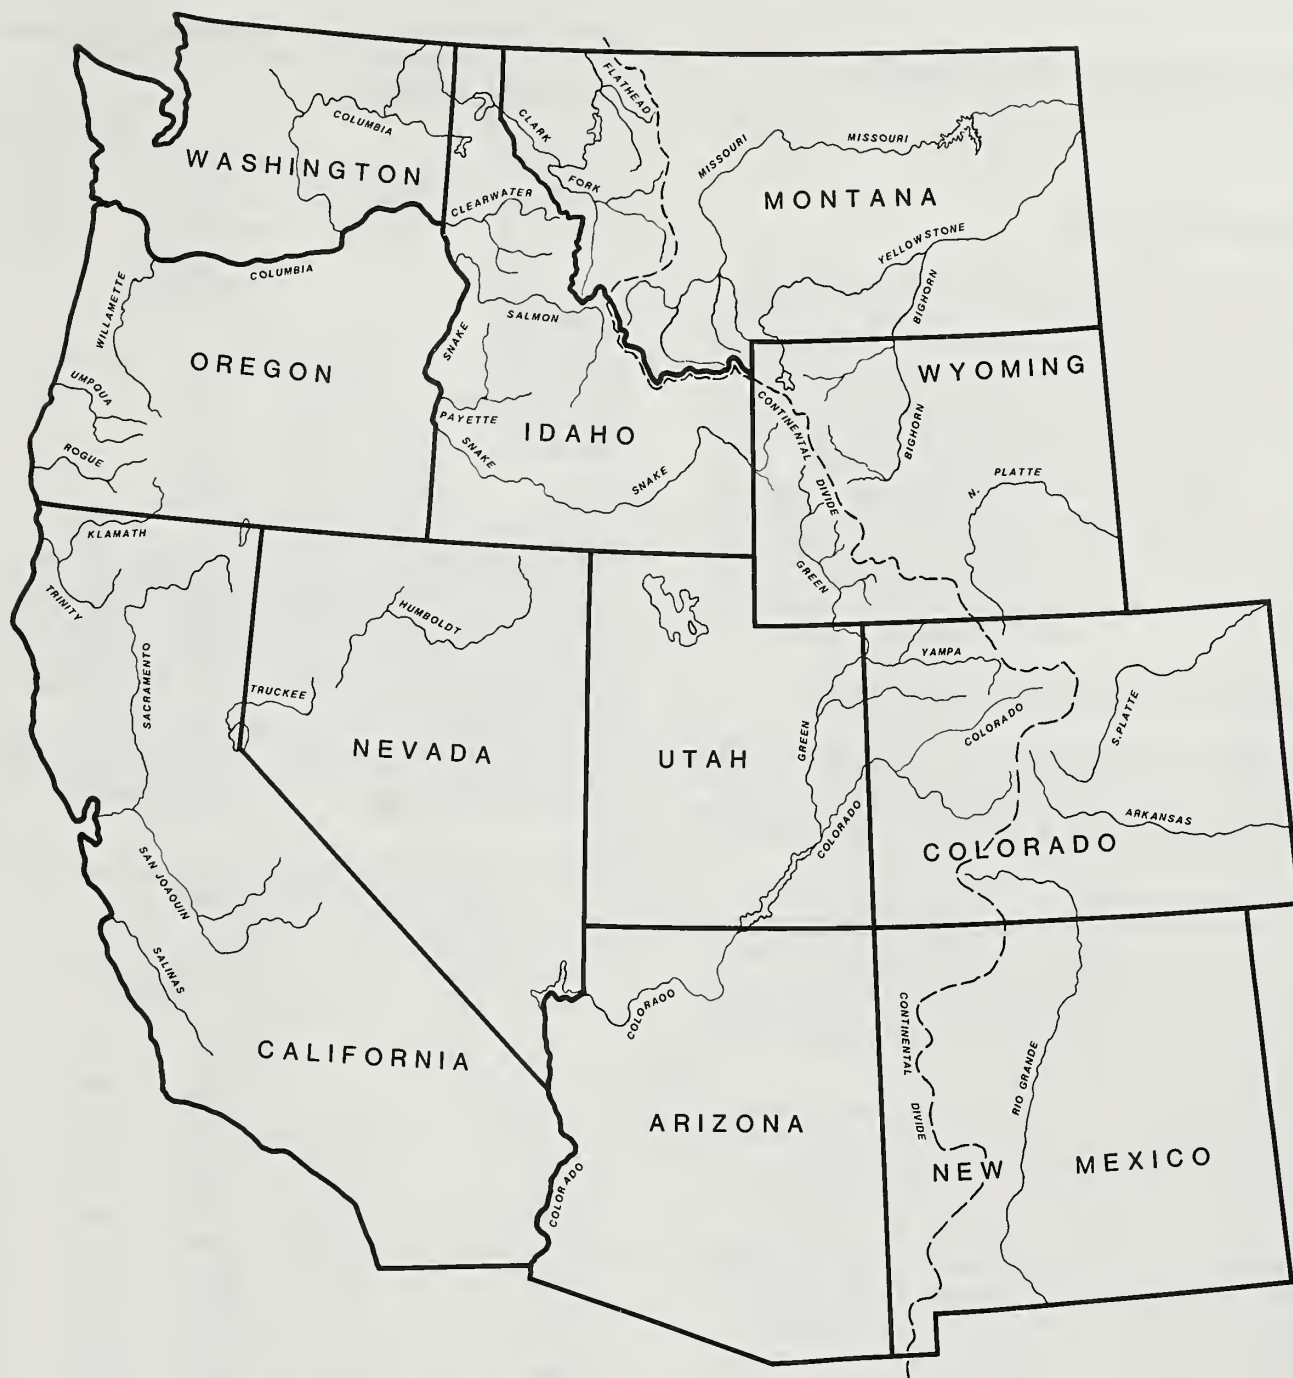 FLATHEAD
COLUMBIA
CLARK
MISSOURI
MISSOURI
WASHINGTON
FORK
CLEARWATER
MONTANA
YELLOWSTONE
COLUMBIA
WILLAMETTE
BIGHORN
SALMON
SNAKE
OREGON
WYOMING
UMPQUA
PAYETTE
IDAHO
CONTINENTAL
DIVIDE
BIGHORN
ROGUE
SNAKE
SNAKE
N. PLATTE
KLAMATH
GREEN
TRINITY
HUMBOLDT
YAMPA
SACRAMENTO
TRUCKEE
GREEN
COLORADO
S. PLATTE
NEVADA
UTAH
COLORADO
ARKANSAS
COLORADO
SAN JOAQUIN
SALINAS
COLORADO
CONTINENTAL
DIVIDE
RIO GRANDE
CALIFORNIA
ARIZONA
NEW MEXICO
COLORADO